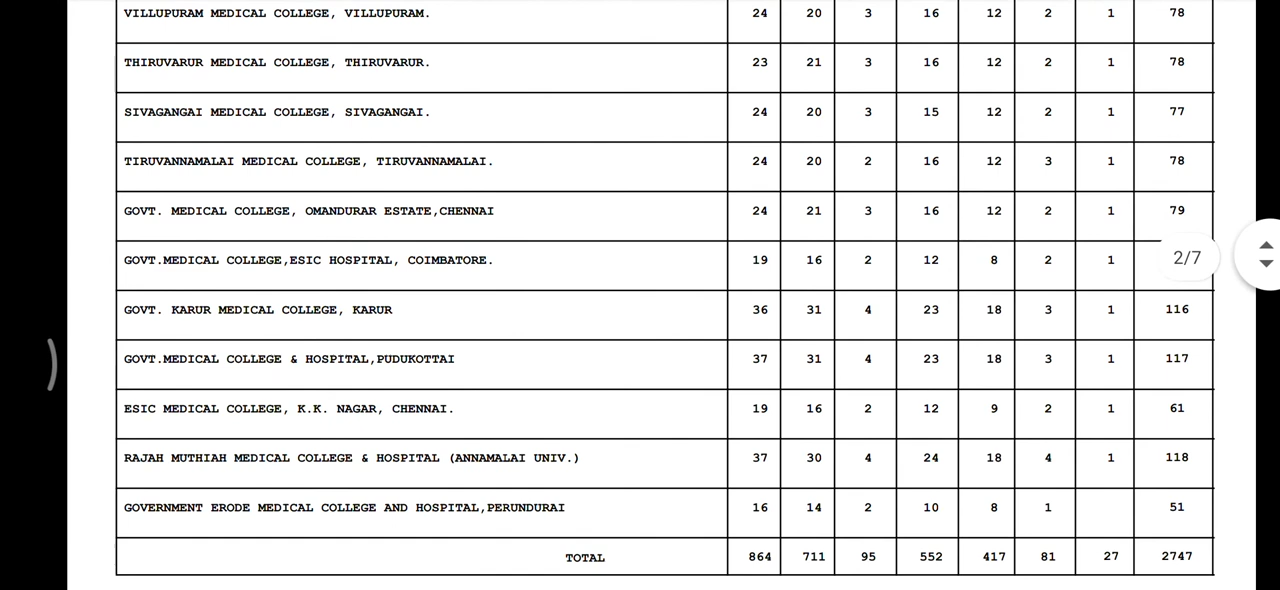 VILLUPURAM MEDICAL COLLEGE, VILLUPURAM. 24 20 3 16 12 2 1 78
THIRUVARUR MEDICAL COLLEGE, THIRUVARUR. 23 21 3 16 12 2 1 78
SIVAGANGAI MEDICAL COLLEGE, SIVAGANGAI. 24 20 3 15 12 2 1 77
TIRUVANNAMALAI MEDICAL COLLEGE, TIRUVANNAMALAI. 24 20 2 16 12 3 1 78
GOVT. MEDICAL COLLEGE, OMANDURAR ESTATE,CHENNAI 24 21 3 16 12 2 1 79
GOVT.MEDICAL COLLEGE,ESIC HOSPITAL, COIMBATORE. 19 16 2 12 8 2 1 2/7
GOVT. KARUR MEDICAL COLLEGE, KARUR 36 31 4 23 18 3 1 116
GOVT.MEDICAL COLLEGE & HOSPITAL,PUDUKOTTAI 37 31 4 23 18 3 1 117
ESIC MEDICAL COLLEGE, K.K. NAGAR, CHENNAI. 19 16 2 12 9 2 1 61
RAJAH MUTHIAH MEDICAL COLLEGE & HOSPITAL (ANNAMALAI UNIV.) 37 30 4 24 18 4 1 118
GOVERNMENT ERODE MEDICAL COLLEGE AND HOSPITAL,PERUNDURAI 16 14 2 10 8 1 51
TOTAL 864 711 95 552 417 81 27 2747